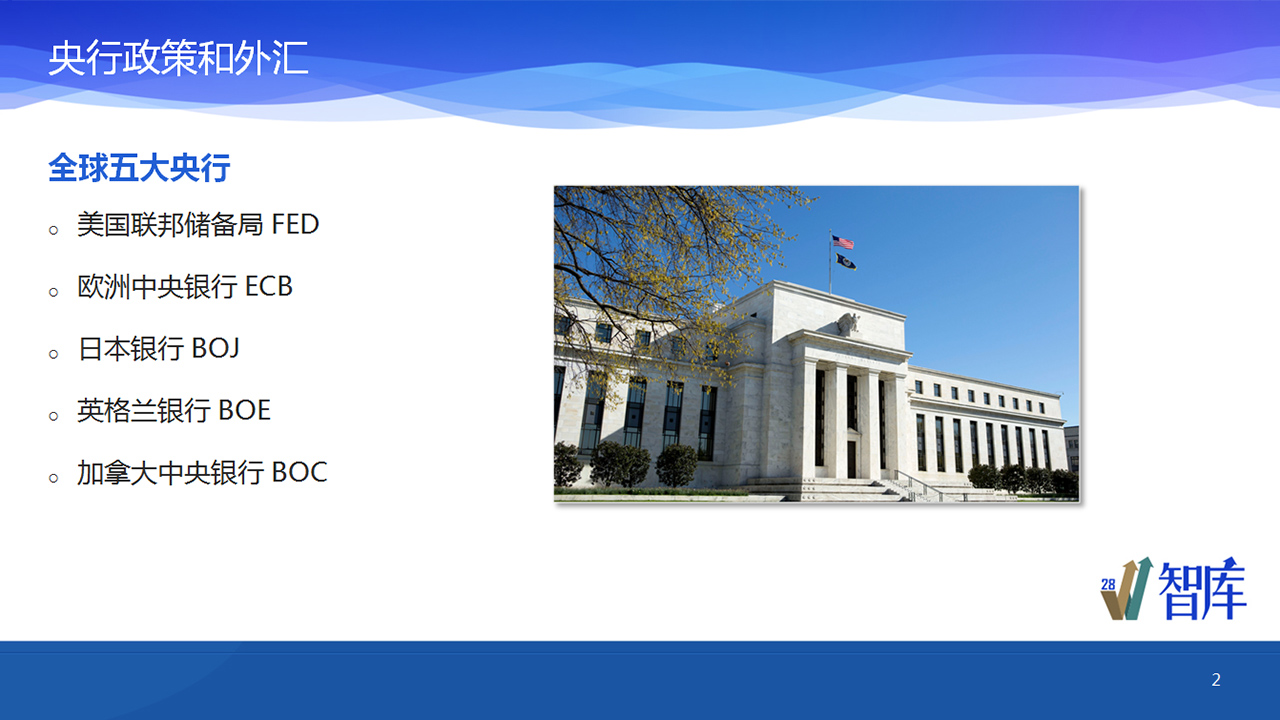 央行政策和外汇
全球五大央行
美国联邦储备局 FED
欧洲中央银行 ECB
日本银行 BOJ
英格兰银行 BOE
加拿大中央银行 BOC
28
智库
2